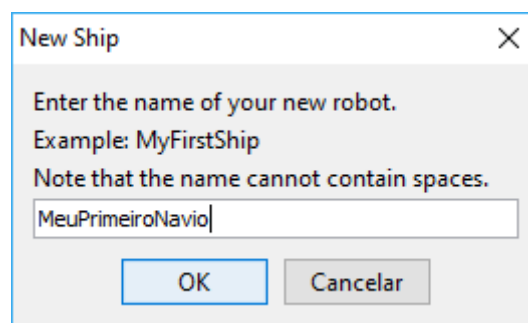 New Ship
Enter the name of your new robot.
Example: MyFirstShip
Note that the name cannot contain spaces.
MeuPrimeiroNavio
OK Cancelar